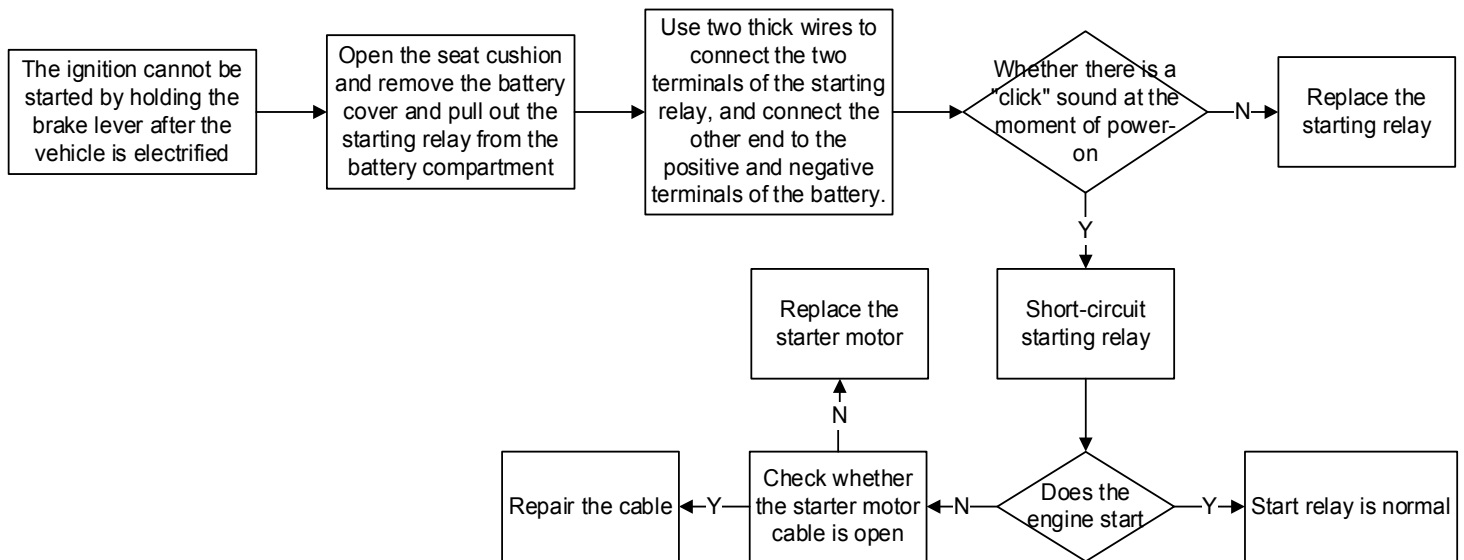 The ignition cannot be
started by holding the
brake lever after the
vehicle is electrified
Open the seat cushion
and remove the battery
cover and pull out the
starting relay from the
battery compartment
Use two thick wires to
connect the two
terminals of the starting
relay, and connect the
other end to the
positive and negative
terminals of the battery.
Whether there is a
"click" sound at the
moment of power-
on
N
Replace the
starting relay
Y
Replace the
starter motor
Short-circuit
starting relay
N
Repair the cable
Y
Check whether
the starter motor
cable is open
N
Does the
engine start
Y
Start relay is normal